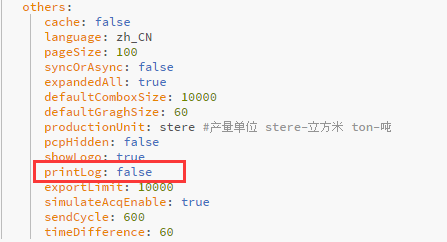 others:
cache: false
language: zh_CN
pageSize: 100
syncOrAsync: false
expandedAll: true
defaultComboxSize: 10000
defaultGraghSize: 60
productionUnit: stere #产量单位 stere-立方米 ton-吨
pcpHidden: false
showLogo: true
printLog: false
exportLimit: 10000
simulateAcqEnable: true
sendCycle: 600
timeDifference: 60